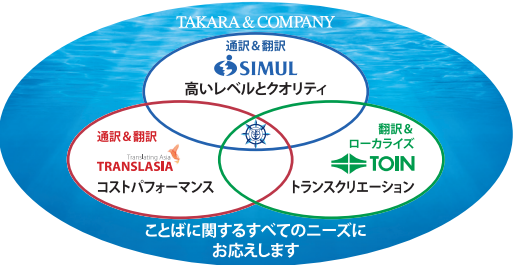 TAKARA & COMPANY
通訳&翻訳
SIMUL
高いレベルとクオリティ
通訳&翻訳
Translating Asia
TRANSLASIA
コストパフォーマンス
翻訳&
ローカライズ
TOIN
トランスクリエーション
ことばに関するすべてのニーズに
お応えします